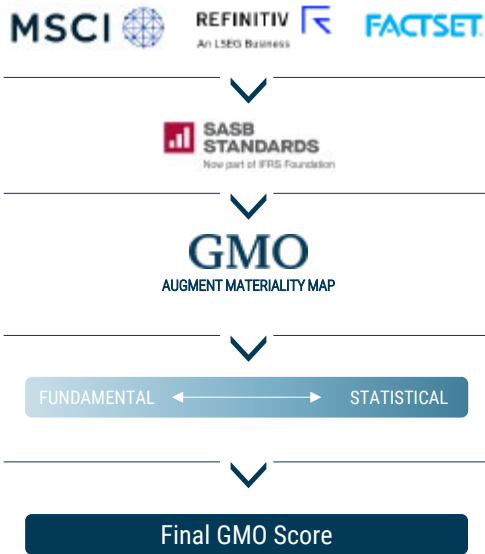 MSCI
REFINITIV
An LSEG Business
FACTSET
SASB
STANDARDS
Now part of IFRS Foundation
GMO
AUGMENT MATERIALITY MAP
FUNDAMENTAL
STATISTICAL
Final GMO Score